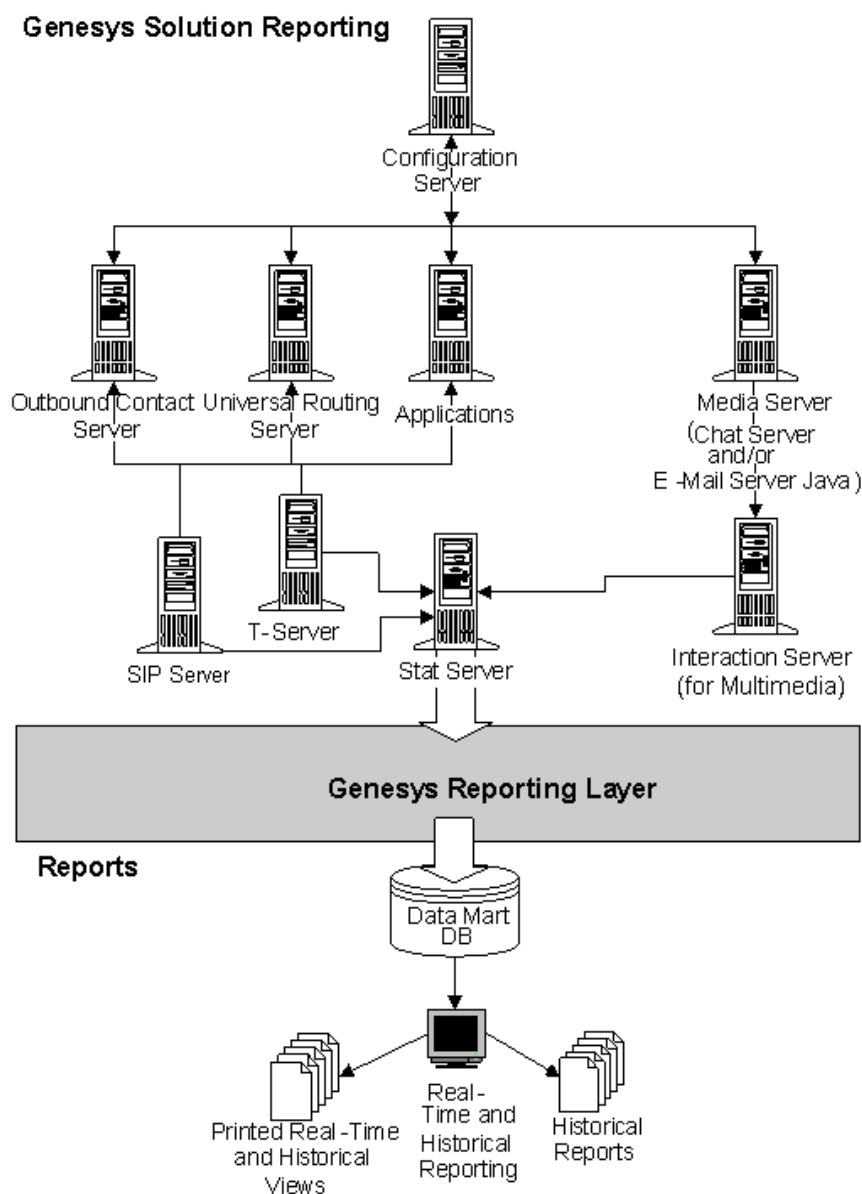 Genesys Solution Reporting
Configuration
Server
Outbound Contact
Server
Universal Routing
Server
Applications
Media Server
(Chat Server
and/or
E -Mail Server Java )
SIP Server
T- Server
Stat Server
Interaction Server
(for Multimedia)
Genesys Reporting Layer
Reports
Data Mart
DB
Printed Real -Time
and Historical
Views
Real -
Time and
Historical
Reporting
Historical
Reports